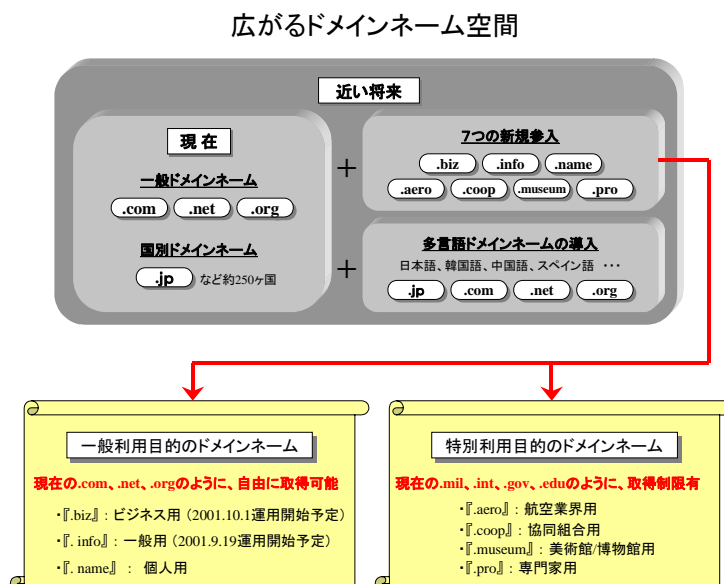 広がるドメインネーム空間
近い将来
現在
一般ドメインネーム
.com .net .org
国別ドメインネーム
.jp など約250ヶ国
+
+
7つの新規参入
.biz .info .name
.aero .coop .museum .pro
多言語ドメインネームの導入
日本語、韓国語、中国語、スペイン語 ・・・
.jp .com .net .org
一般利用目的のドメインネーム
現在の.com、.net、.orgのように、自由に取得可能
・『.biz』：ビジネス用（2001.10.1運用開始予定）
・『. info』：一般用（2001.9.19運用開始予定）
・『. name』 ： 個人用
特別利用目的のドメインネーム
現在の.mil、.int、.gov、.eduのように、取得制限有
・『.aero』：航空業界用
・『.coop』：協同組合用
・『.museum』：美術館/博物館用
・『.pro』：専門家用